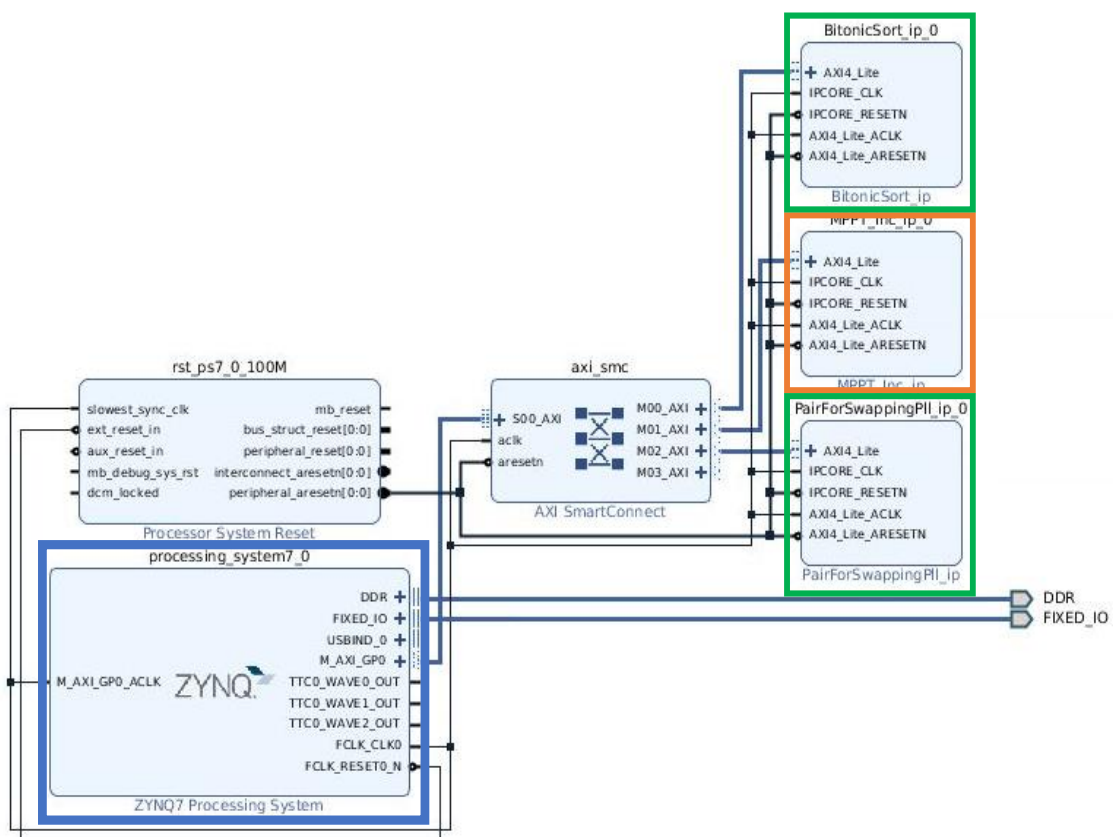 BitonicSort_ip_0
AXI4_Lite
IPCORE_CLK
IPCORE_RESETN
AXI4_Lite_ACLK
AXI4_Lite_ARESETN
BitonicSort_ip
MPPT_Inc_ip_0
AXI4_Lite
IPCORE_CLK
IPCORE_RESETN
AXI4_Lite_ACLK
AXI4_Lite_ARESETN
MPPT_Inc_ip
rst_ps7_0_100M
slowest_sync_clk
ext_reset_in
aux_reset_in
mb_debug_sys_rst
dcm_locked
mb_reset
bus_struct_reset[0:0]
peripheral_reset[0:0]
interconnect_aresetn[0:0]
peripheral_aresetn[0:0]
Processor System Reset
axi_smc
S00_AXI
aclk
aresetn
M00_AXI
M01_AXI
M02_AXI
M03_AXI
AXI SmartConnect
PairForSwappingPll_ip_0
AXI4_Lite
IPCORE_CLK
IPCORE_RESETN
AXI4_Lite_ACLK
AXI4_Lite_ARESETN
PairForSwappingPll_ip
processing_system7_0
M_AXI_GP0_ACLK
ZYNQ
DDR
FIXED_IO
USBIND_0
M_AXI_GP0
TTC0_WAVE0_OUT
TTC0_WAVE1_OUT
TTC0_WAVE2_OUT
FCLK_CLK0
FCLK_RESET0_N
ZYNQ7 Processing System
DDR
FIXED_IO